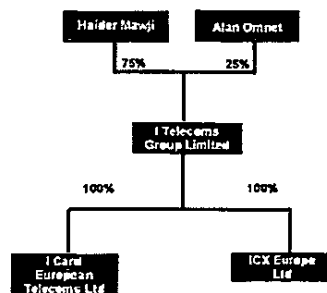 Haider Mawji
Alan Omnet
75%
25%
I Telecoms
Group Limited
100%
100%
I Card
European
Telecoms Ltd
ICX Europe
Ltd